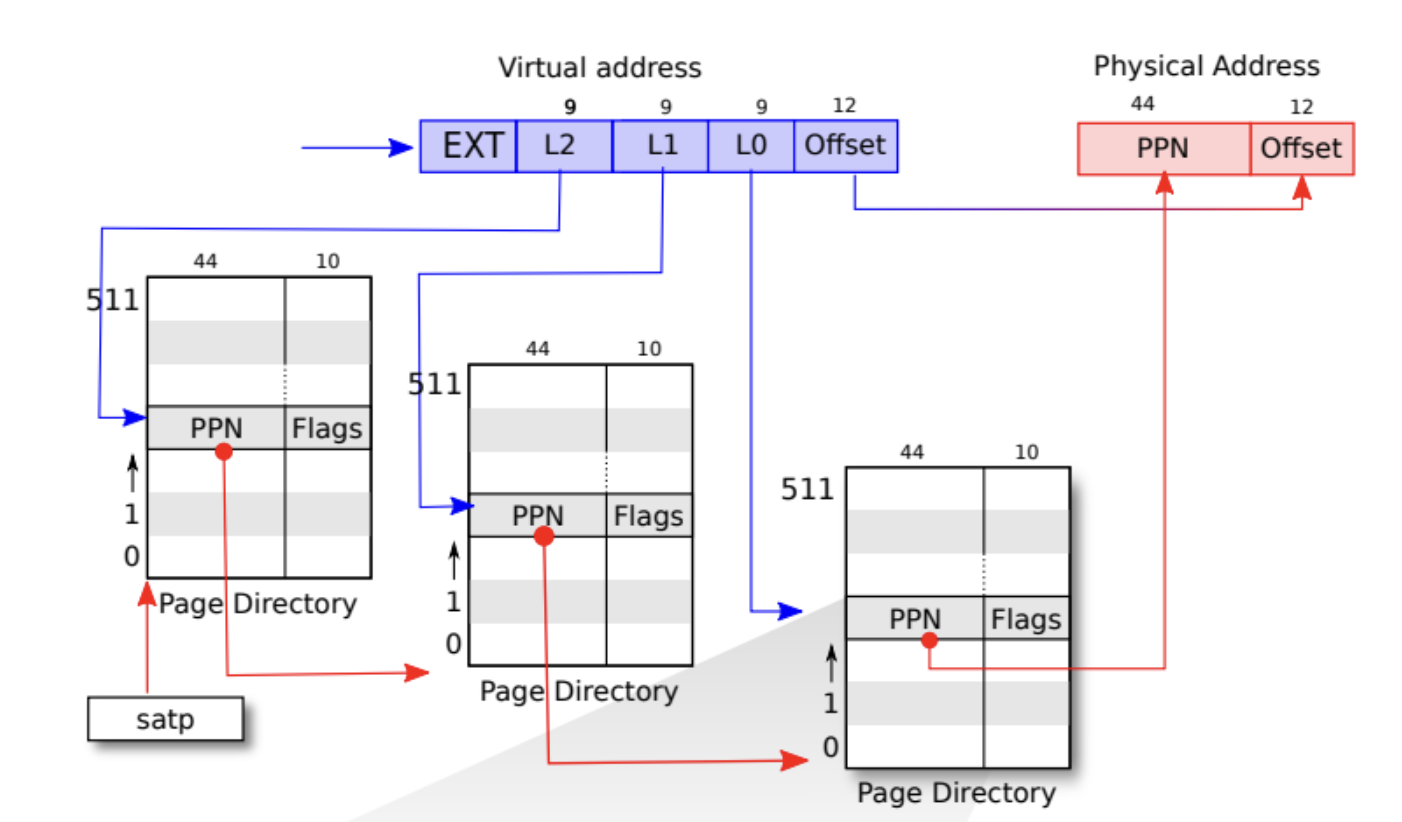 Virtual address
Physical Address
9 9 9 12
44 12
EXT L2 L1 L0 Offset
PPN Offset
44 10
511
PPN Flags
1
0
Page Directory
satp
44 10
511
PPN Flags
1
0
Page Directory
44 10
511
PPN Flags
1
0
Page Directory